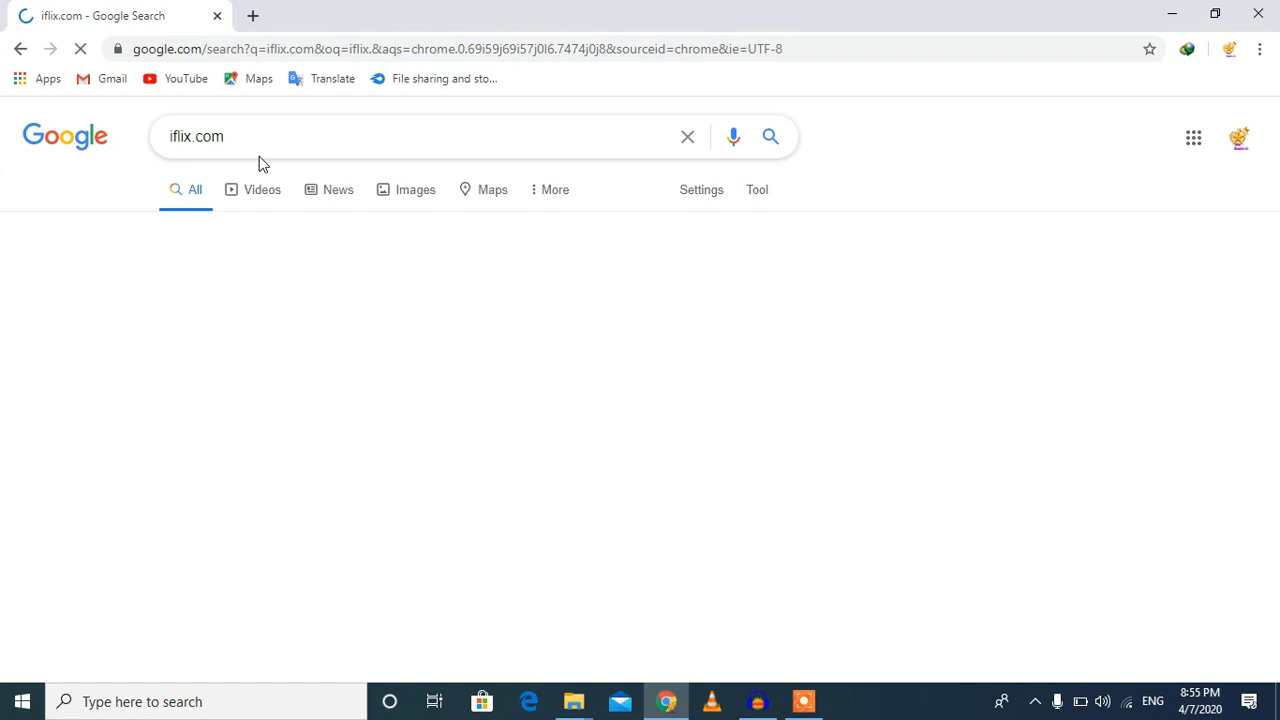 iflix.com - Google Search
google.com/search?q=iflix.com&oq=iflix.&aqs=chrome.0.69i59j69i57j0l6.7474j0j8&sourceid=chrome&ie=UTF-8
Apps Gmail YouTube Maps Translate File sharing and sto...
Google iflix.com
All Videos News Images Maps More Settings Tool
Type here to search
ENG
8:55 PM
4/7/2020